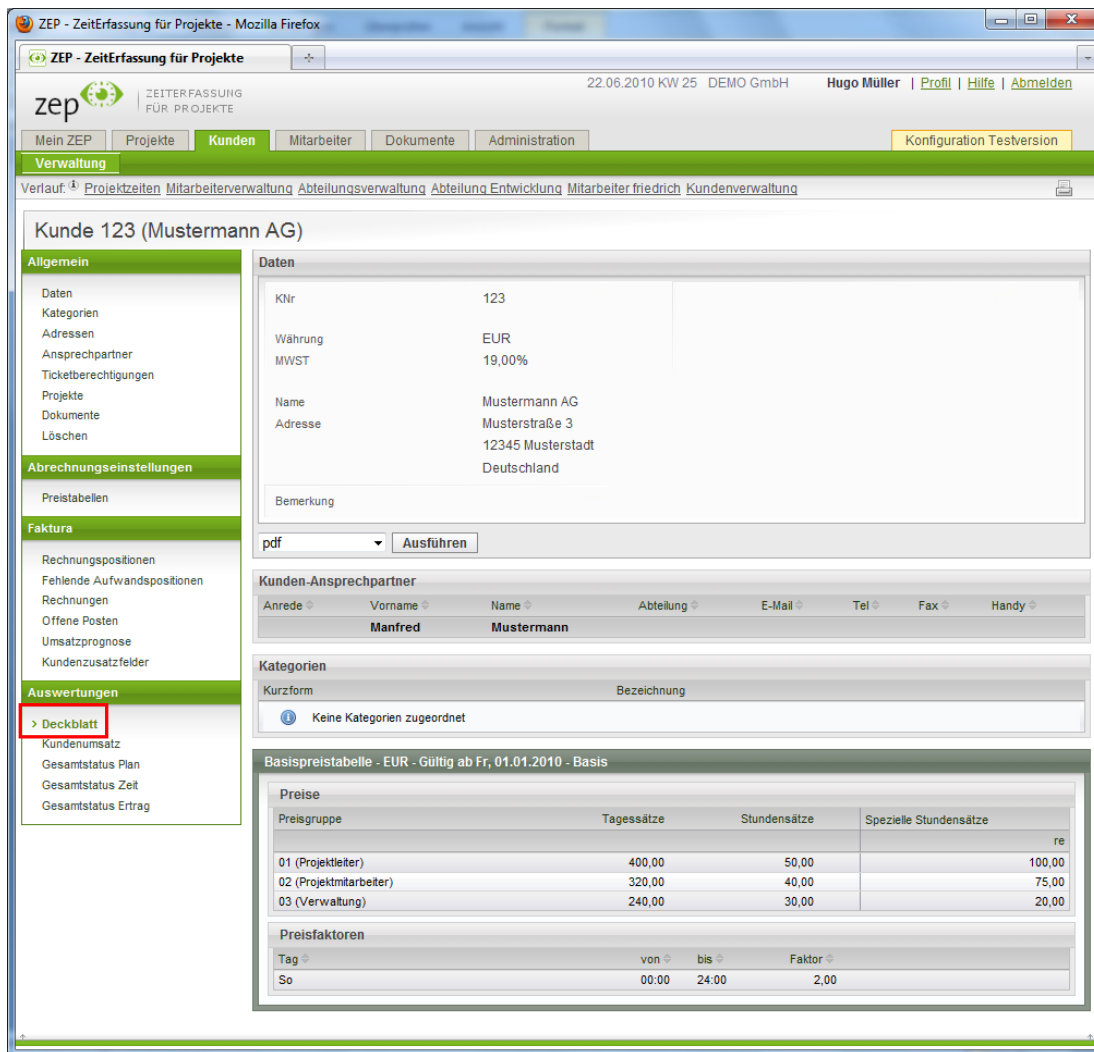 ZEP - ZeitErfassung für Projekte - Mozilla Firefox
ZEP - ZeitErfassung für Projekte
zep ZEITERFASSUNG FÜR PROJEKTE
22.06.2010 KW 25 DEMO GmbH Hugo Müller | Profil | Hilfe | Abmelden
Mein ZEP Projekte Kunden Mitarbeiter Dokumente Administration Konfiguration Testversion
Verwaltung
Verlauf: Projektzeiten Mitarbeiterverwaltung Abteilungsverwaltung Abteilung Entwicklung Mitarbeiter friedrich Kundenverwaltung
Kunde 123 (Mustermann AG)
Allgemein
Daten
Kategorien
Adressen
Ansprechpartner
Ticketberechtigungen
Projekte
Dokumente
Löschen
Abrechnungseinstellungen
Preistabellen
Faktura
Rechnungspositionen
Fehlende Aufwandspositionen
Rechnungen
Offene Posten
Umsatzprognose
Kundenzusatzfelder
Auswertungen
› Deckblatt
Kundenumsatz
Gesamtstatus Plan
Gesamtstatus Zeit
Gesamtstatus Ertrag
Daten
KNr 123
Währung EUR
MWST 19,00%
Name Mustermann AG
Adresse Musterstraße 3
12345 Musterstadt
Deutschland
Bemerkung
pdf Ausführen
Kunden-Ansprechpartner
Anrede Vorname Name Abteilung E-Mail Tel Fax Handy
Manfred Mustermann
Kategorien
Kurzform Bezeichnung
Keine Kategorien zugeordnet
Basispreistabelle - EUR - Gültig ab Fr, 01.01.2010 - Basis
Preise
Preisgruppe Tagessätze Stundensätze Spezielle Stundensätze
re
01 (Projektleiter) 400,00 50,00 100,00
02 (Projektmitarbeiter) 320,00 40,00 75,00
03 (Verwaltung) 240,00 30,00 20,00
Preisfaktoren
Tag von bis Faktor
So 00:00 24:00 2,00